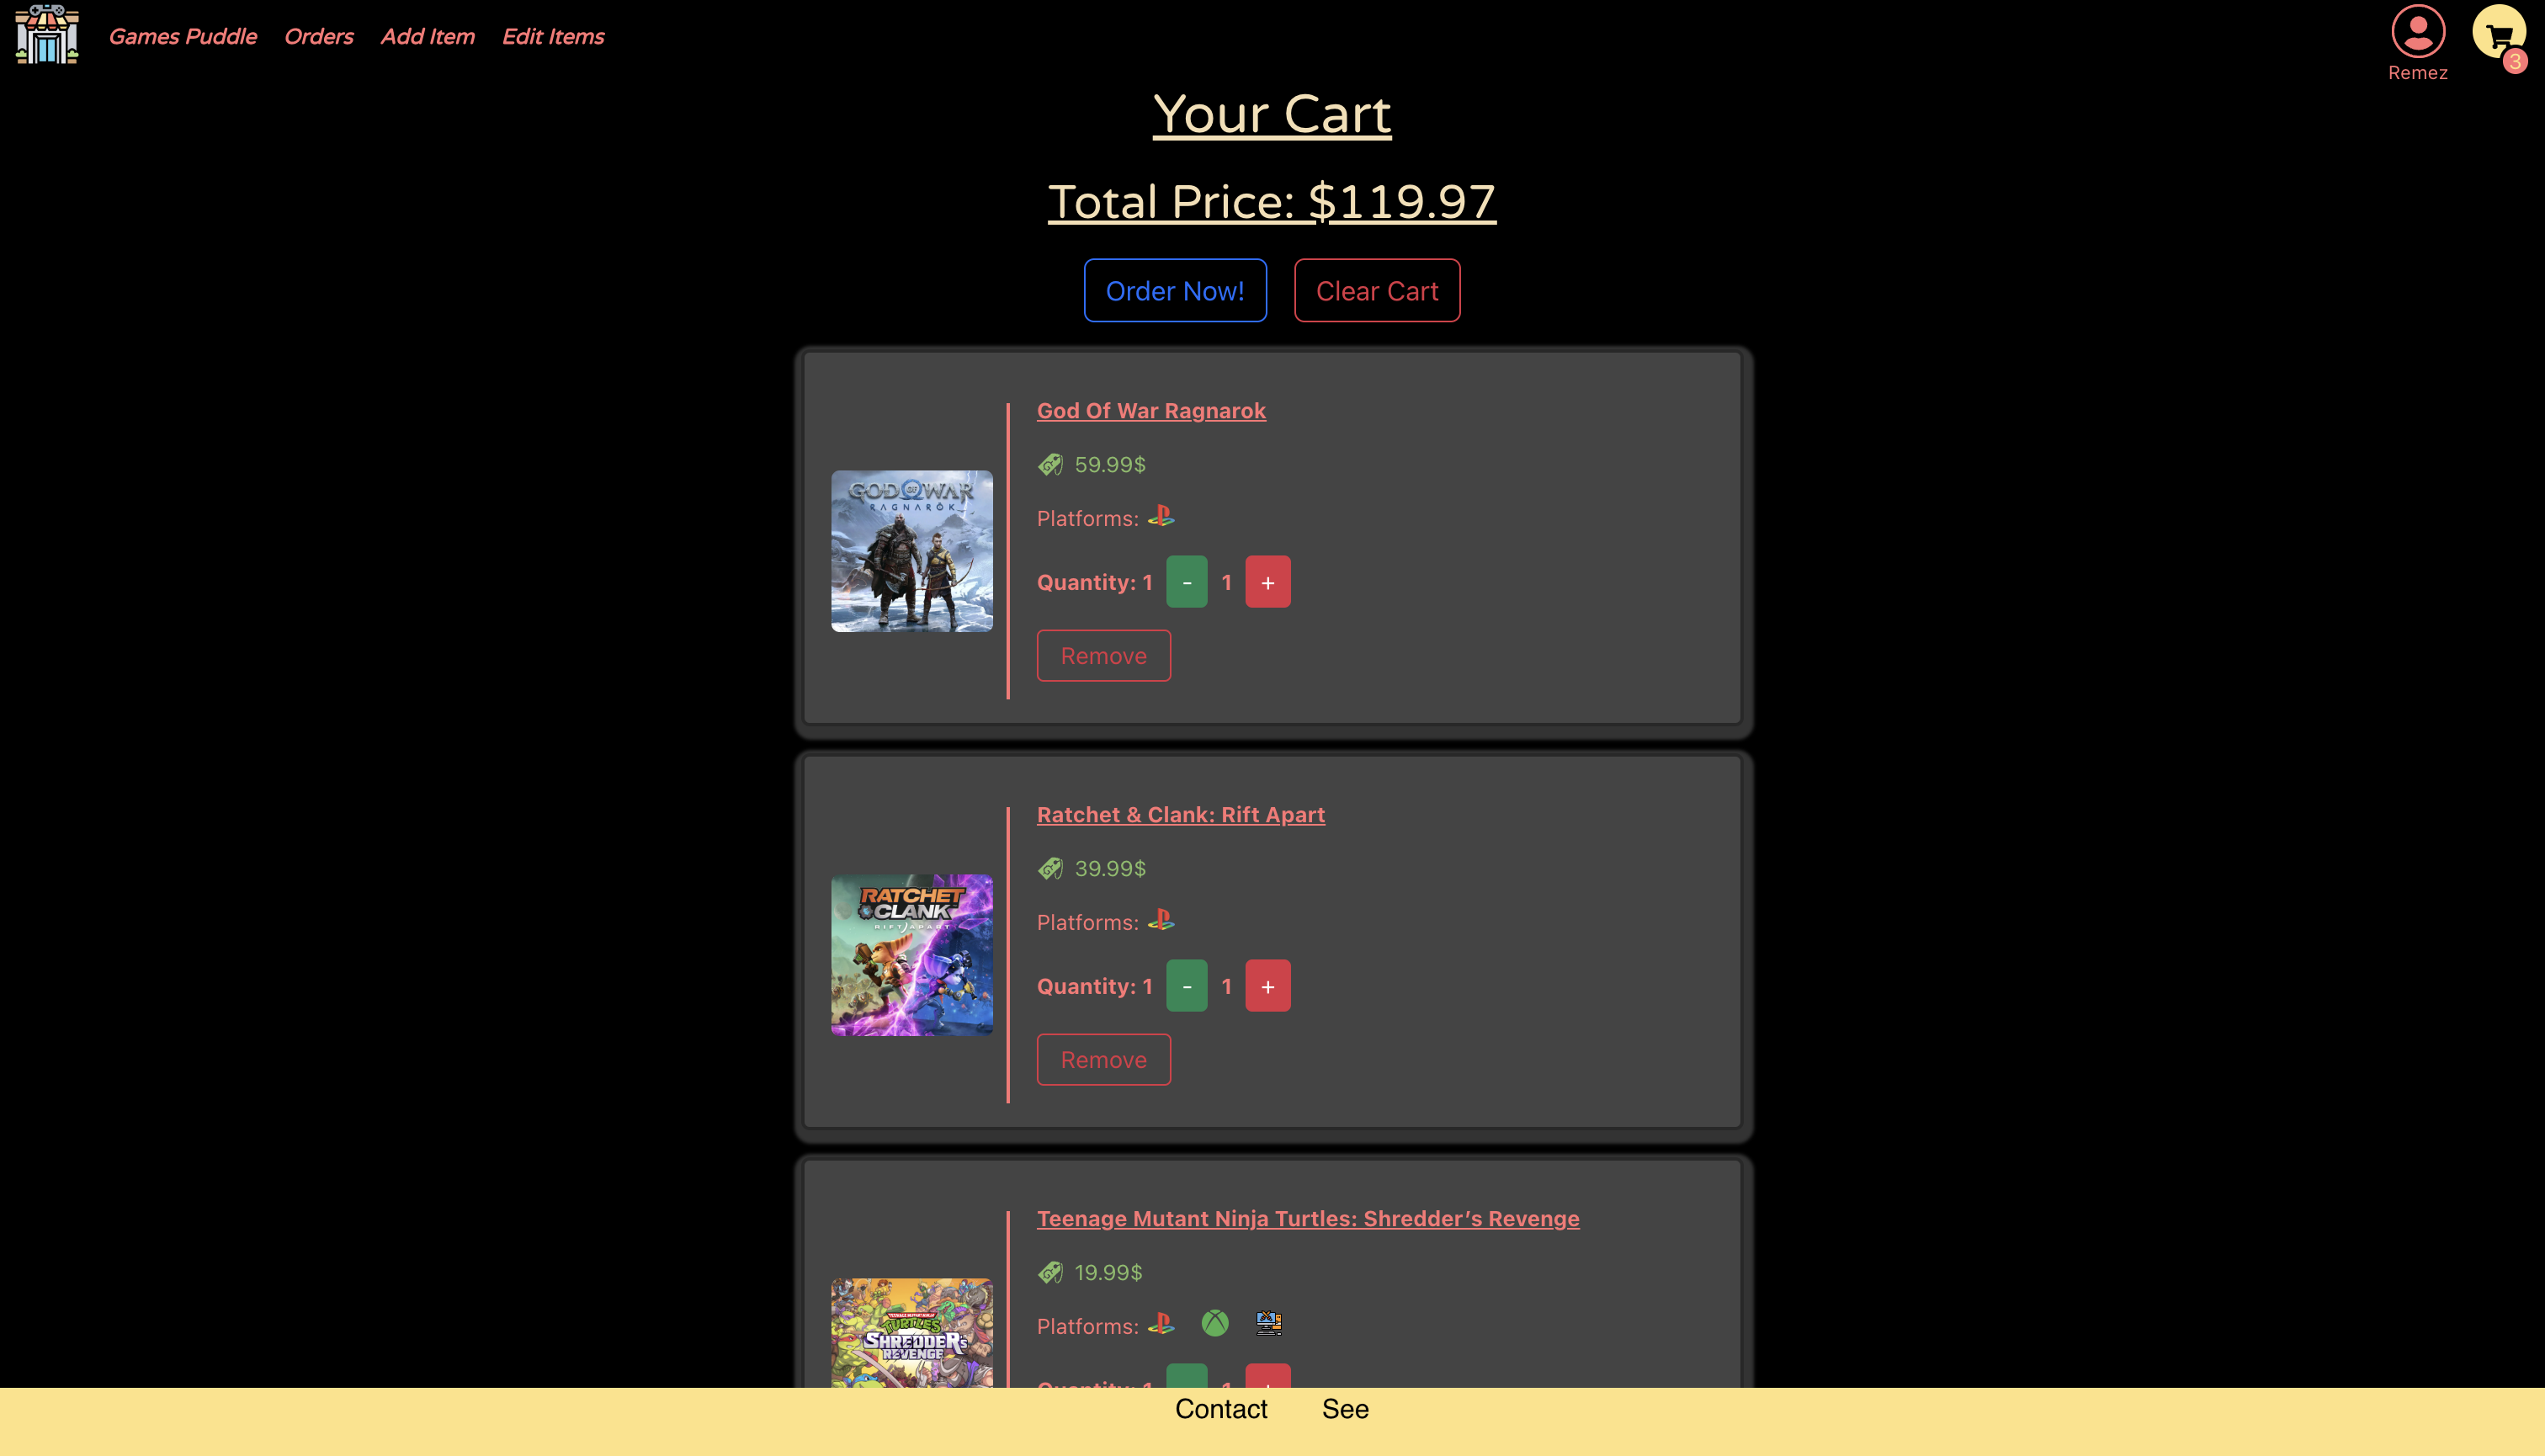 Games Puddle Orders Add Item Edit Items
Remez
3
Your Cart
Total Price: $119.97
Order Now! Clear Cart
God Of War Ragnarok
59.99$
Platforms:
Quantity: 1 - 1 +
Remove
GOD OF WAR
RAGNARÖK
Ratchet & Clank: Rift Apart
39.99$
Platforms:
Quantity: 1 - 1 +
Remove
RATCHET
CLANK
RIFT APART
Teenage Mutant Ninja Turtles: Shredder’s Revenge
19.99$
Platforms:
Quantity: 1 1 +
TEENAGE MUTANT NINJA
TURTLES
SHREDDER'S
REVENGE
Contact See